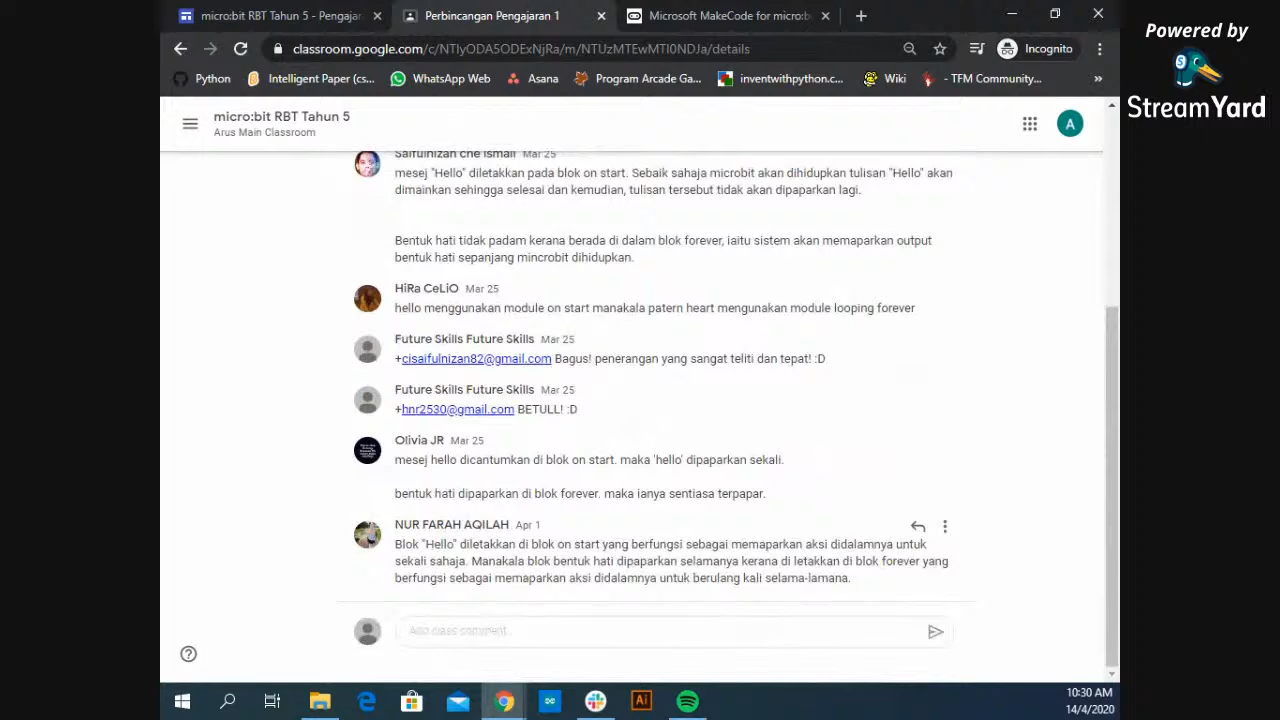 micro:bit RBT Tahun 5 - Pengajar
Perbincangan Pengajaran 1
Microsoft MakeCode for micro:b
Powered by
StreamYard
classroom.google.com/c/NTIyODA5ODExNjRa/m/NTUzMTEwMTI0NDJa/details
Incognito
Python
Intelligent Paper (cs...
WhatsApp Web
Asana
Program Arcade Ga...
inventwithpython.c...
Wiki
- TFM Community...
micro:bit RBT Tahun 5
Arus Main Classroom
A
Saifulnizan che Ismail Mar 25
mesej "Hello" diletakkan pada blok on start. Sebaik sahaja microbit akan dihidupkan tulisan "Hello" akan
dimainkan sehingga selesai dan kemudian, tulisan tersebut tidak akan dipaparkan lagi.
Bentuk hati tidak padam kerana berada di dalam blok forever, iaitu sistem akan memaparkan output
bentuk hati sepanjang mincrobit dihidupkan.
HiRa CeLiO Mar 25
hello menggunakan module on start manakala patern heart mengunakan module looping forever
Future Skills Future Skills Mar 25
+cisaifulnizan82@gmail.com Bagus! penerangan yang sangat teliti dan tepat! :D
Future Skills Future Skills Mar 25
+hnr2530@gmail.com BETULL! :D
Olivia JR Mar 25
mesej hello dicantumkan di blok on start. maka 'hello' dipaparkan sekali.
bentuk hati dipaparkan di blok forever. maka ianya sentiasa terpapar.
NUR FARAH AQILAH Apr 1
Blok "Hello" diletakkan di blok on start yang berfungsi sebagai memaparkan aksi didalamnya untuk
sekali sahaja. Manakala blok bentuk hati dipaparkan selamanya kerana di letakkan di blok forever yang
berfungsi sebagai memaparkan aksi didalamnya untuk berulang kali selama-lamana.
Add class comment...
Ai
10:30 AM
14/4/2020